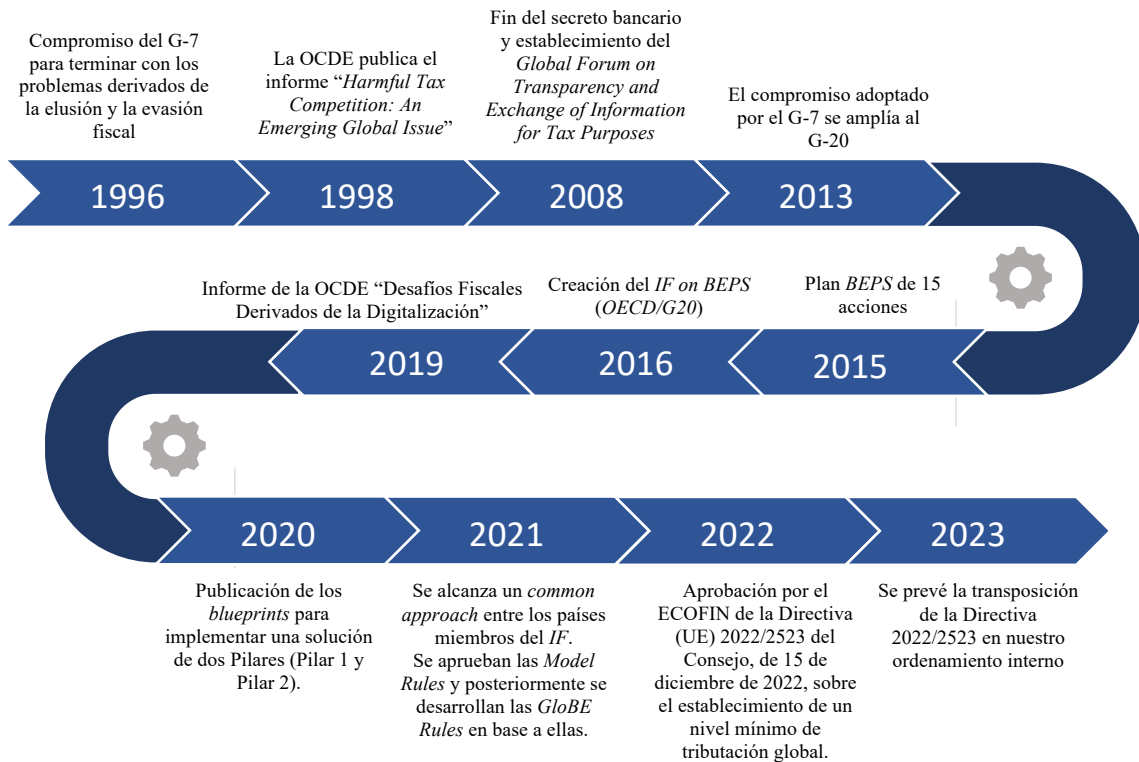 Compromiso del G-7
para terminar con los
problemas derivados de
la elusión y la evasión
fiscal
La OCDE publica el
informe “Harmful Tax
Competition: An
Emerging Global Issue”
Fin del secreto bancario
y establecimiento del
Global Forum on
Transparency and
Exchange of Information
for Tax Purposes
El compromiso adoptado
por el G-7 se amplía al
G-20
1996
1998
2008
2013
Informe de la OCDE “Desafíos Fiscales
Derivados de la Digitalización”
Creación del IF on BEPS
(OECD/G20)
Plan BEPS de 15
acciones
2019
2016
2015
2020
2021
2022
2023
Publicación de los
blueprints para
implementar una solución
de dos Pilares (Pilar 1 y
Pilar 2).
Se alcanza un common
approach entre los países
miembros del IF.
Se aprueban las Model
Rules y posteriormente se
desarrollan las GloBE
Rules en base a ellas.
Aprobación por el
ECOFIN de la Directiva
(UE) 2022/2523 del
Consejo, de 15 de
diciembre de 2022, sobre
el establecimiento de un
nivel mínimo de
tributación global.
Se prevé la transposición
de la Directiva
2022/2523 en nuestro
ordenamiento interno